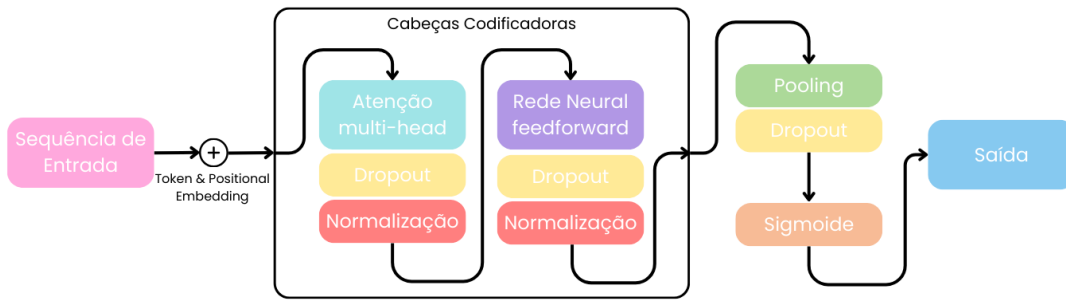 Cabeças Codificadoras
Sequência de
Entrada
+
Token & Positional
Embedding
Atenção
multi-head
Dropout
Normalização
Rede Neural
feedforward
Dropout
Normalização
Pooling
Dropout
Sigmoide
Saída